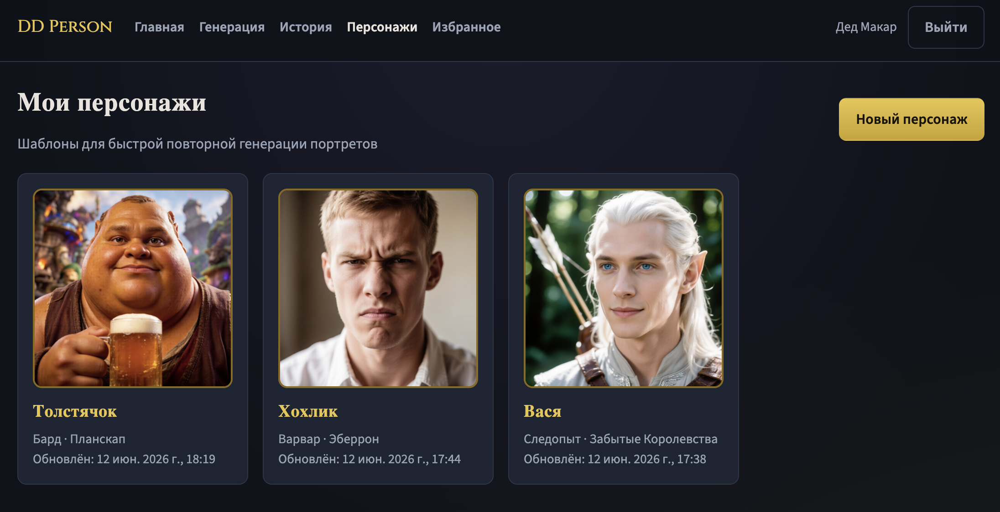 DD PERSON Главная Генерация История Персонажи Избранное Дед Макар Выйти
Мои персонажи
Новый персонаж
Шаблоны для быстрой повторной генерации портретов
Толстячок
Бард · Планскап
Обновлён: 12 июн. 2026 г., 18:19
Хохлик
Варвар · Эберрон
Обновлён: 12 июн. 2026 г., 17:44
Вася
Следопыт · Забытые Королевства
Обновлён: 12 июн. 2026 г., 17:38